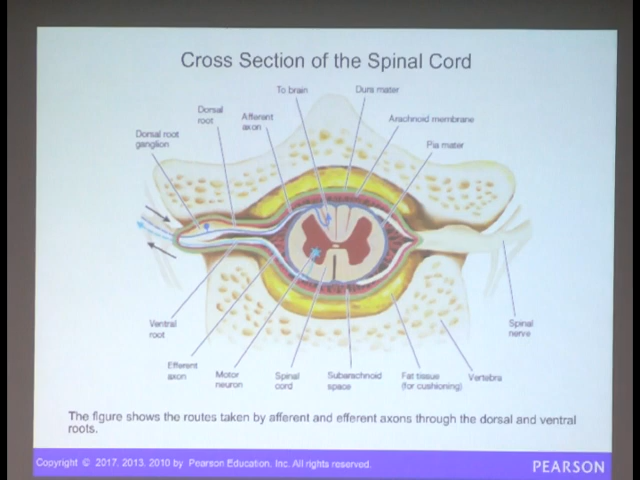 Cross Section of the Spinal Cord
To brain
Dura mater
Dorsal
root
Afferent
axon
Arachnoid membrane
Dorsal root
ganglion
Pia mater
Ventral
root
Spinal
nerve
Efferent
axon
Motor
neuron
Spinal
cord
Subarachnoid
space
Fat tissue
(for cushioning)
Vertebra
The figure shows the routes taken by afferent and efferent axons through the dorsal and ventral
roots.
Copyright © 2017, 2013, 2010 by Pearson Education, Inc. All rights reserved.
PEARSON